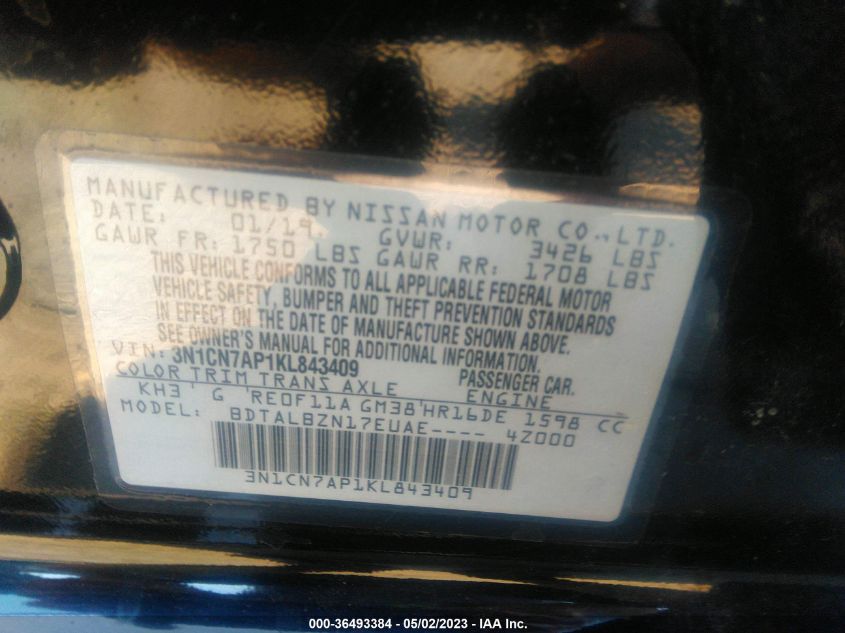 MANUFACTURED BY NISSAN MOTOR CO., LTD.
DATE: 01/19. GVWR: 3426 LBS
GAWR FR: 1750 LBS GAWR RR: 1708 LBS
THIS VEHICLE CONFORMS TO ALL APPLICABLE FEDERAL MOTOR
VEHICLE SAFETY, BUMPER AND THEFT PREVENTION STANDARDS
IN EFFECT ON THE DATE OF MANUFACTURE SHOWN ABOVE.
SEE OWNER'S MANUAL FOR ADDITIONAL INFORMATION.
VIN: 3N1CN7AP1KL843409 PASSENGER CAR.
COLOR TRIM TRANS AXLE ENGINE
KH3' G 'RE0F11A GM38'HR16DE 1598 CC
MODEL: BDTALBZN17EUAE---- 4Z000
3N1CN7AP1KL843409
000-36493384 - 05/02/2023 - IAA Inc.